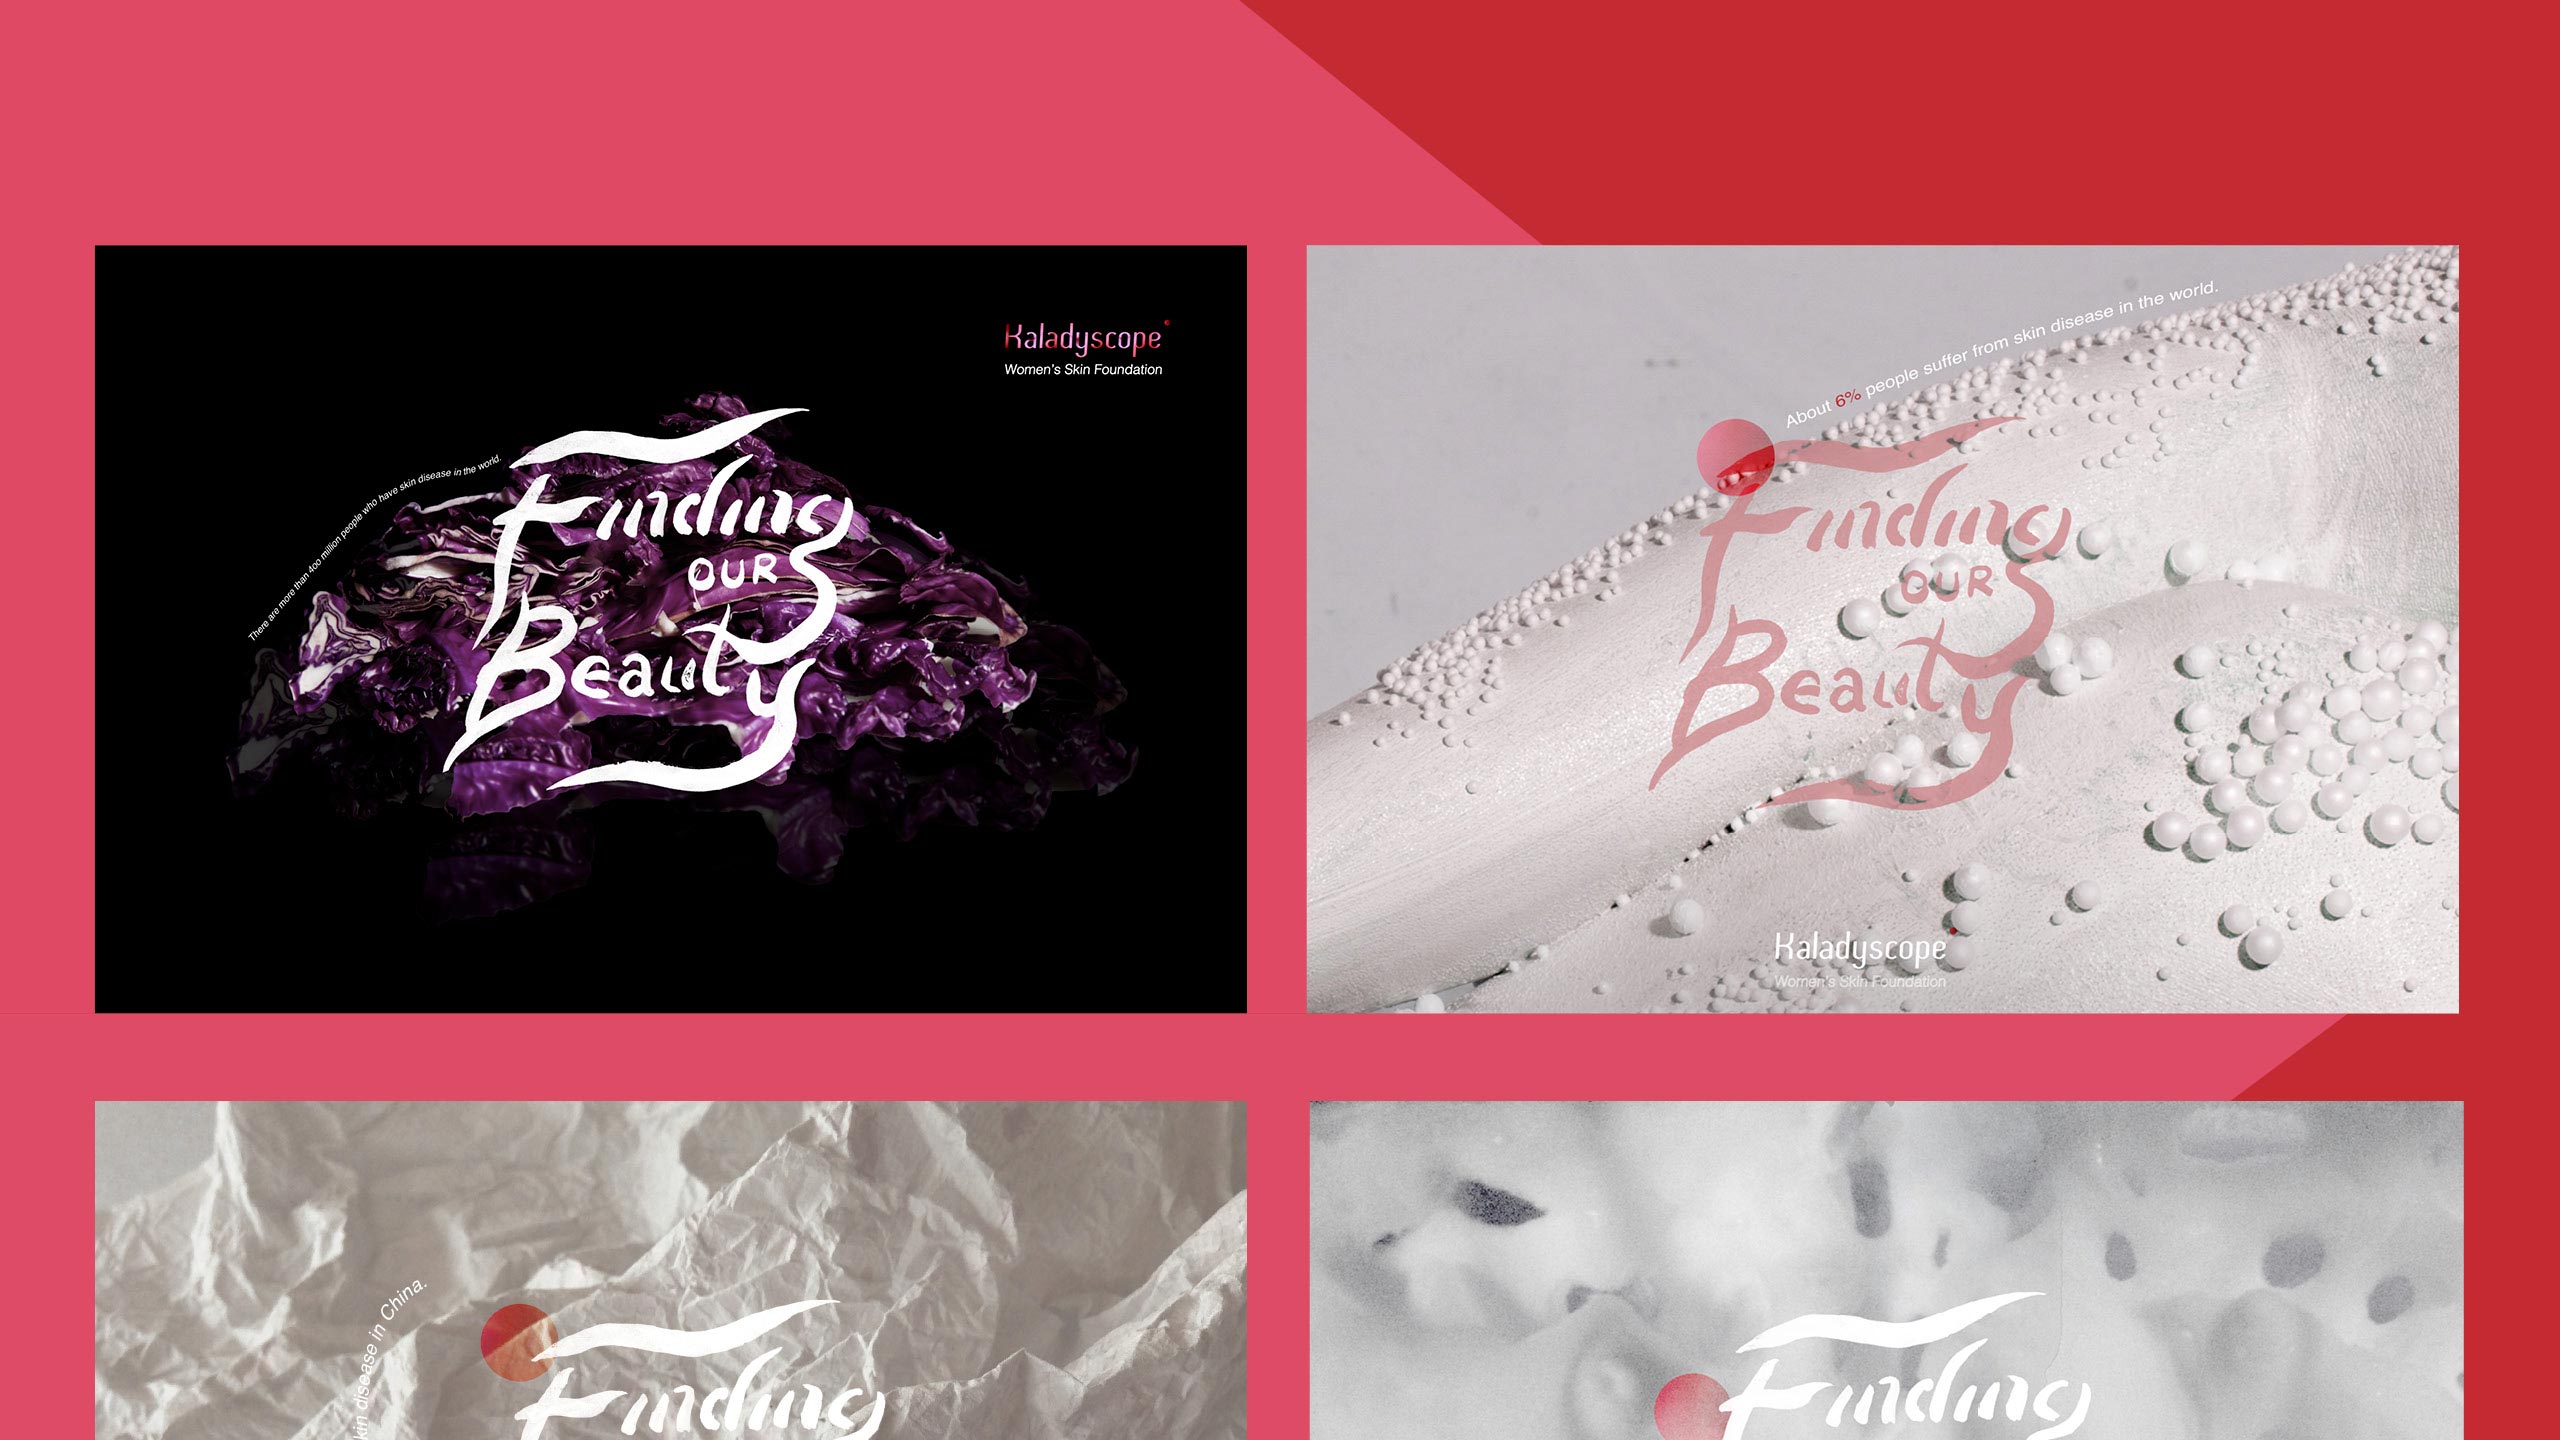 Kaladyscope
Women's Skin Foundation
There are more than 400 million people who have skin disease in the world.
Finding
OUR
Beauty
About 6% people suffer from skin disease in the world.
Finding
OUR
Beauty
Kaladyscope
Women's Skin Foundation
disease in China.
Finding
Finding